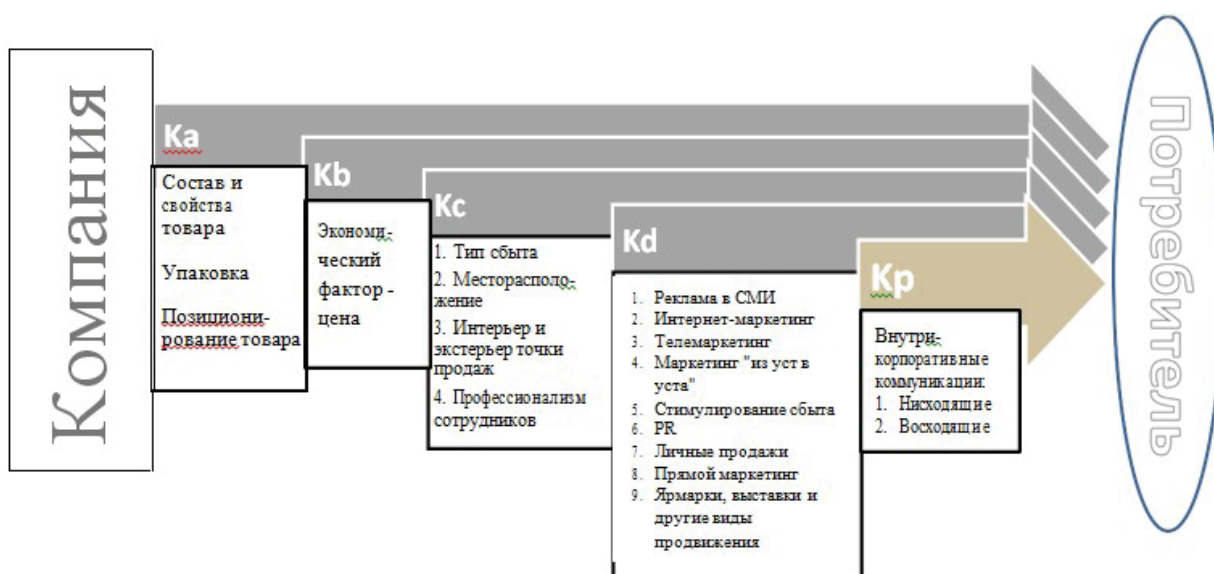 Компания
Ka
Состав и
свойства
товара
Упаковка
Позициони-
рование товара
Kb
Экономи-
ческий
фактор -
цена
Kc
1. Тип сбыта
2. Месторасполо-
жение
3. Интерьер и
экстерьер точки
продаж
4. Профессионализм
сотрудников
Kd
1. Реклама в СМИ
2. Интернет-маркетинг
3. Телемаркетинг
4. Маркетинг "из уст в
уста"
5. Стимулирование сбыта
6. PR
7. Личные продажи
8. Прямой маркетинг
9. Ярмарки, выставки и
другие виды
продвижения
Kp
Внутри-
корпоративные
коммуникации:
1. Нисходящие
2. Восходящие
Потребитель